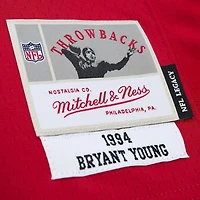 THROWBACKS
NFL
NOSTALGIA CO.
Mitchell & Ness
PHILADELPHIA, PA.
NFL LEGACY
1994
BRYANT YOUNG